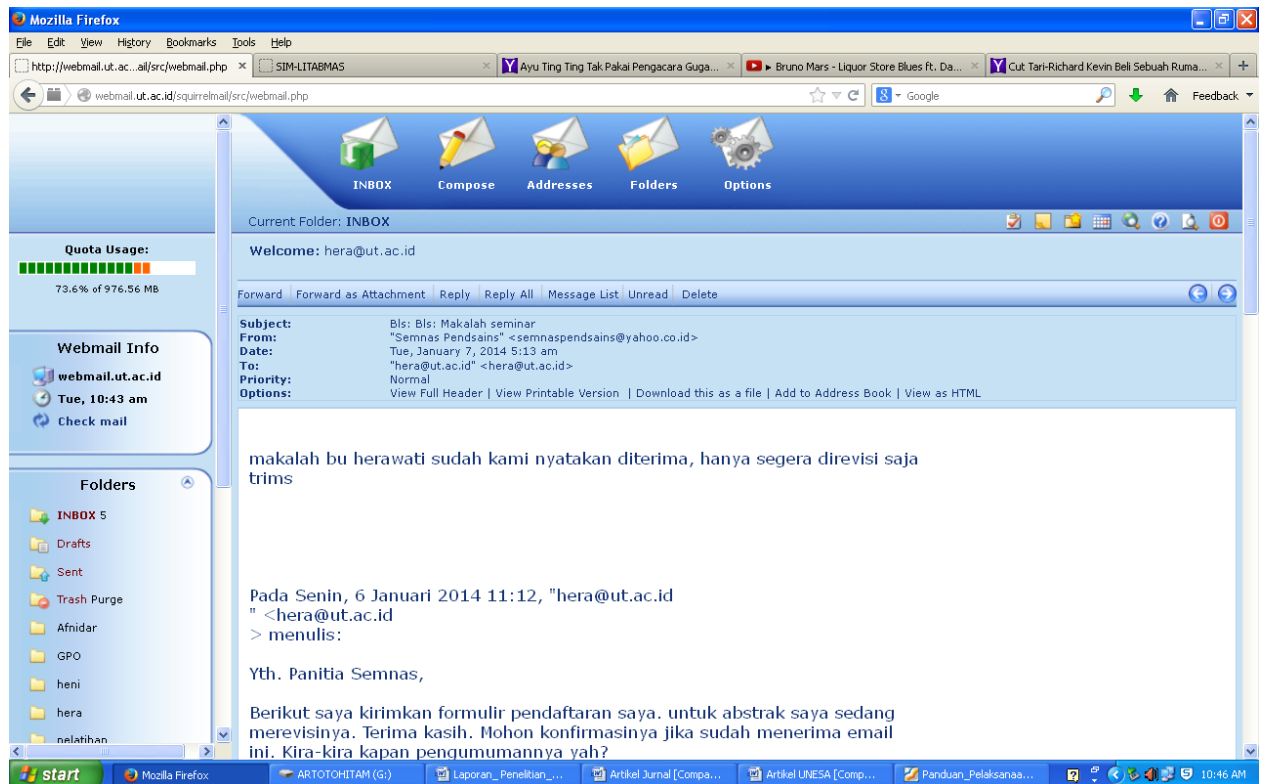 Mozilla Firefox
File Edit View History Bookmarks Tools Help
http://webmail.ut.ac...ail/src/webmail.php × SIM-LITABMAS × Ayu Ting Ting Tak Pakai Pengacara Guga... × ► Bruno Mars - Liquor Store Blues ft. Da... × Cut Tari-Richard Kevin Beli Sebuah Ruma... × +
webmail.ut.ac.id/squirrelmail/src/webmail.php Google Feedback
INBOX Compose Addresses Folders Options
Current Folder: INBOX
Quota Usage:
73.6% of 976.56 MB
Welcome: hera@ut.ac.id
Forward Forward as Attachment Reply Reply All Message List Unread Delete
Subject: Bls: Bls: Makalah seminar
From: "Semnas Pendsains" <semnaspendsains@yahoo.co.id>
Date: Tue, January 7, 2014 5:13 am
To: "hera@ut.ac.id" <hera@ut.ac.id>
Priority: Normal
Options: View Full Header | View Printable Version | Download this as a file | Add to Address Book | View as HTML
Webmail Info
webmail.ut.ac.id
Tue, 10:43 am
Check mail
Folders
INBOX 5
Drafts
Sent
Trash Purge
Afnidar
GPO
heni
hera
pelatihan
makalah bu herawati sudah kami nyatakan diterima, hanya segera direvisi saja
trims
Pada Senin, 6 Januari 2014 11:12, "hera@ut.ac.id
" <hera@ut.ac.id
> menulis:
Yth. Panitia Semnas,
Berikut saya kirimkan formulir pendaftaran saya. untuk abstrak saya sedang
merevisinya. Terima kasih. Mohon konfirmasinya jika sudah menerima email
ini. Kira-kira kapan pengumumannya yah?
start Mozilla Firefox ARTOTOHITAM (G:) Laporan_ Penelitian_... Artikel Jurnal [Compa... Artikel UNESA [Comp... Panduan_Pelaksanaa... 10:46 AM